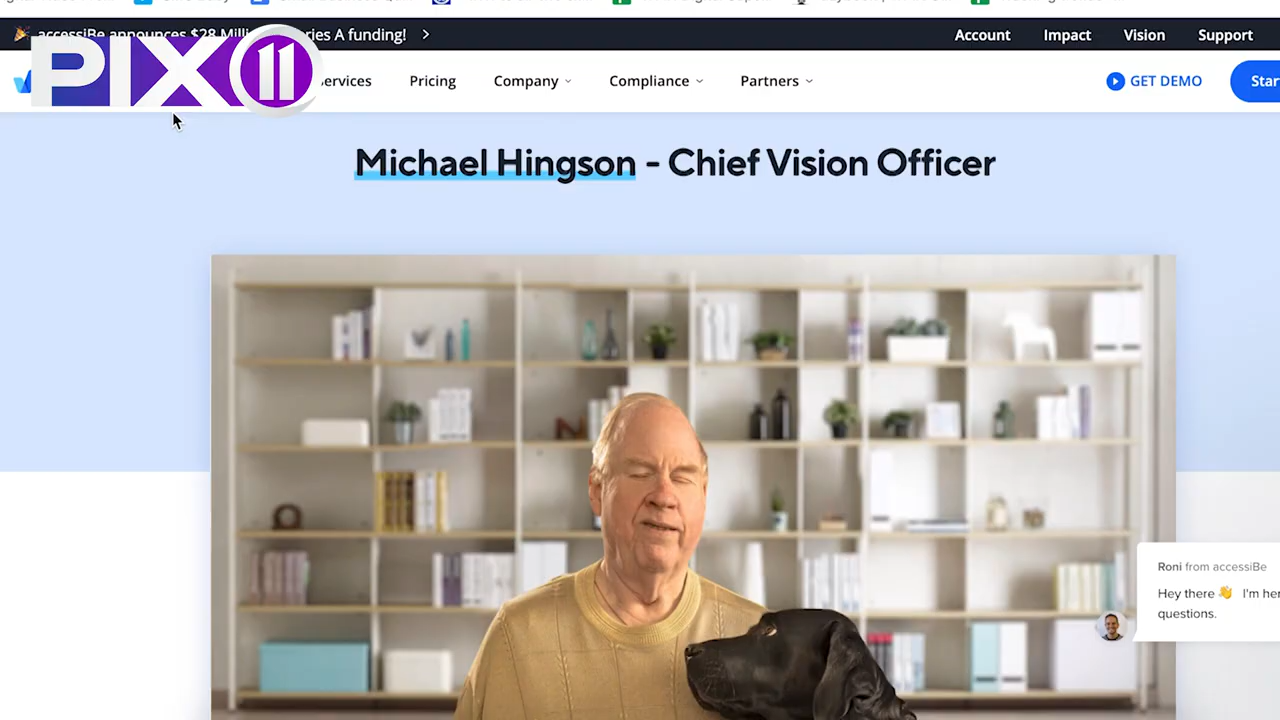 accessiBe announces $28
ries A funding!
Account
Impact
Vision
Support
PIX 11
ervices
Pricing
Company
Compliance
Partners
GET DEMO
Star
Michael Hingson - Chief Vision Officer
Roni from accessiBe
Hey there 👋 I'm her
questions.